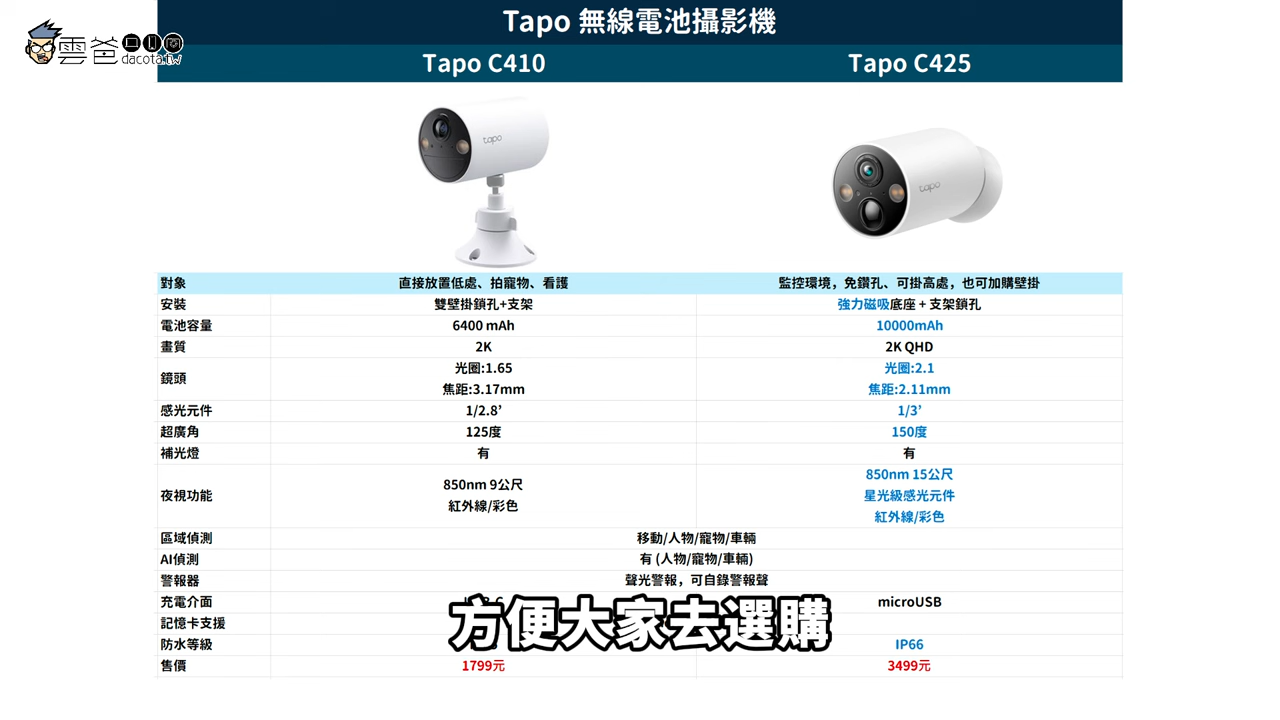 Tapo 無線電池攝影機
雲爸
dacota.tw
Tapo C410
Tapo C425
tapo
tapo
對象
直接放置低處、拍寵物、看護
監控環境，免鑽孔、可掛高處，也可加購壁掛
安裝
雙壁掛鎖孔+支架
強力磁吸底座 + 支架鎖孔
電池容量
6400 mAh
10000mAh
畫質
2K
2K QHD
鏡頭
光圈:1.65
焦距:3.17mm
光圈:2.1
焦距:2.11mm
感光元件
1/2.8’
1/3’
超廣角
125度
150度
補光燈
有
有
夜視功能
850nm 9公尺
紅外線/彩色
850nm 15公尺
星光級感光元件
紅外線/彩色
區域偵測
移動/人物/寵物/車輛
AI偵測
有 (人物/寵物/車輛)
警報器
聲光警報，可自錄警報聲
充電介面
microUSB
方便大家去選購
記憶卡支援
防水等級
IP66
售價
1799元
3499元